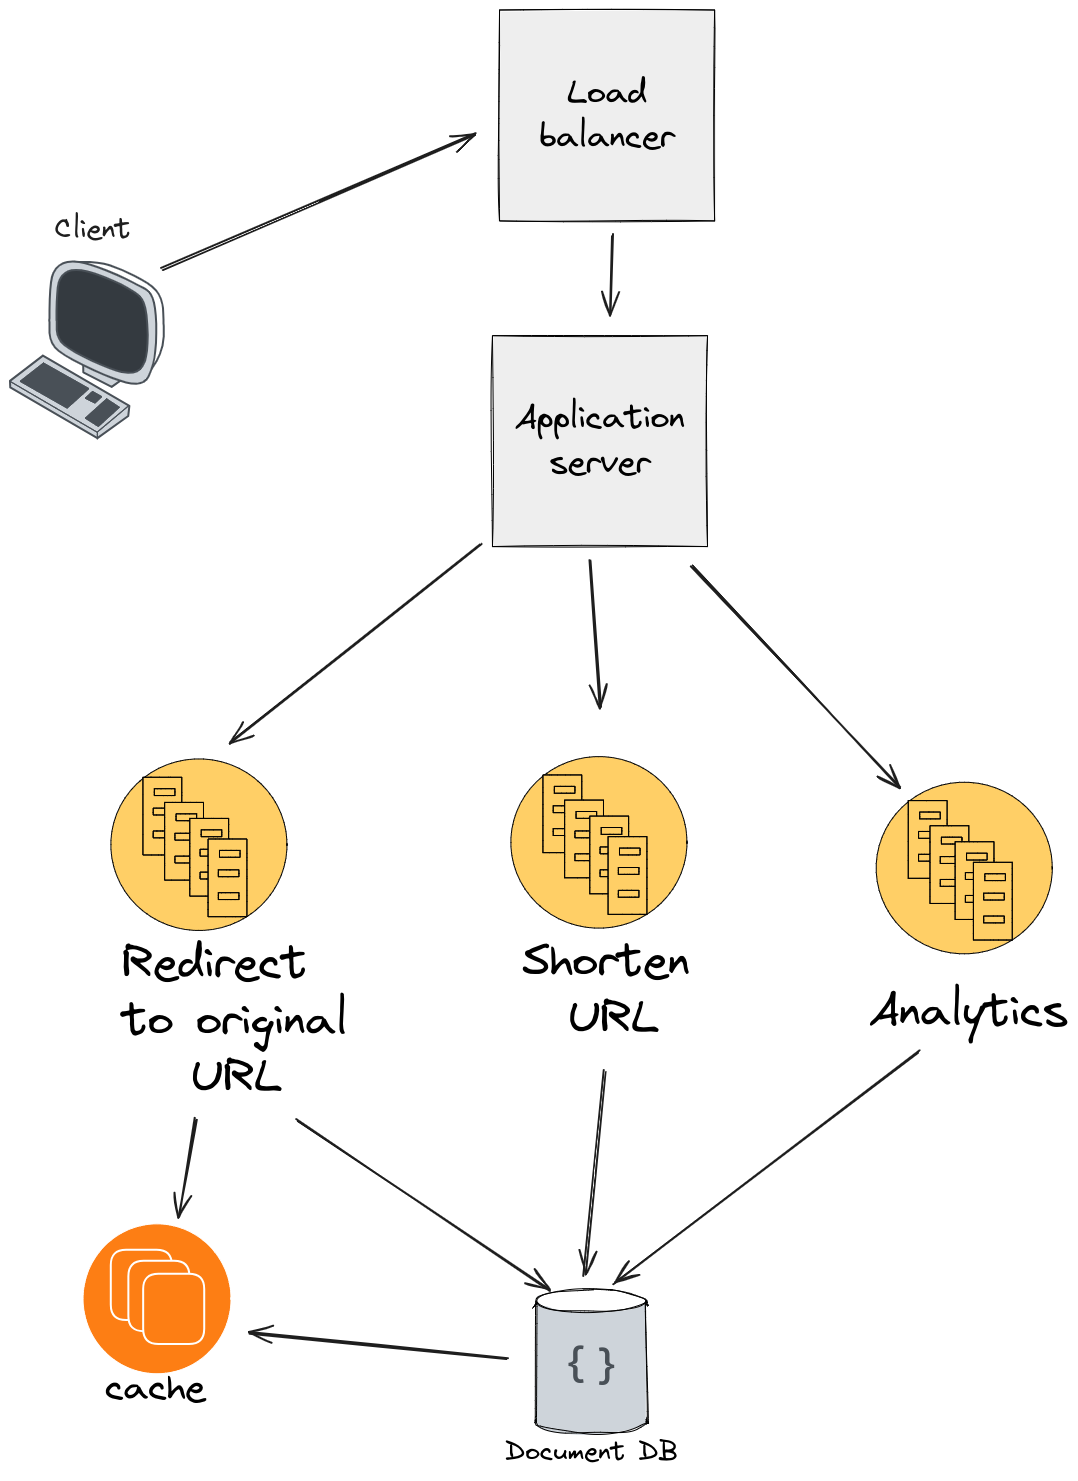 Load
balancer
Client
Application
server
Redirect
to original
URL
Shorten
URL
Analytics
cache
{ }
Document DB